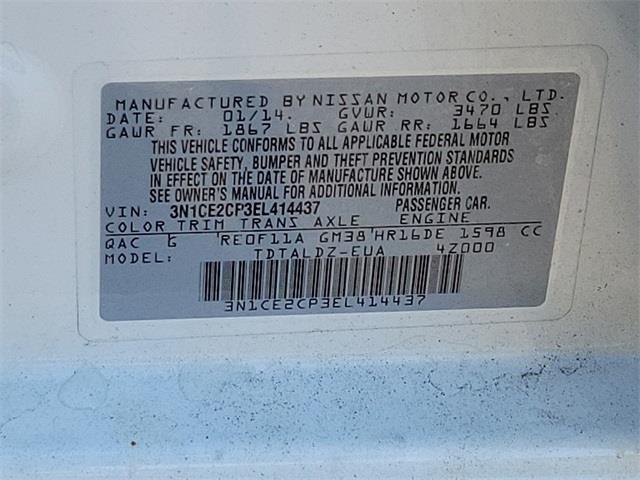 MANUFACTURED BY NISSAN MOTOR CO., LTD.
DATE: 01/14. GVWR: 3470 LBS
GAWR FR: 1867 LBS GAWR RR: 1664 LBS
THIS VEHICLE CONFORMS TO ALL APPLICABLE FEDERAL MOTOR
VEHICLE SAFETY, BUMPER AND THEFT PREVENTION STANDARDS
IN EFFECT ON THE DATE OF MANUFACTURE SHOWN ABOVE.
SEE OWNER'S MANUAL FOR ADDITIONAL INFORMATION.
VIN: 3N1CE2CP3EL414437 PASSENGER CAR.
COLOR TRIM TRANS AXLE ENGINE
QAC G RE0F11A GM38 HR16DE 1598 CC
MODEL: TDTALDZ-EUA 4Z000
3N1CE2CP3EL414437